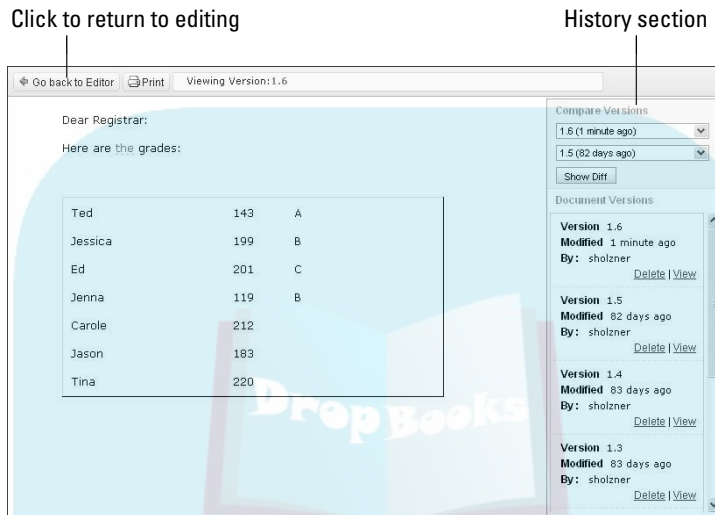 Click to return to editing
History section
Go back to Editor Print Viewing Version:1.6
Dear Registrar:
Here are the grades:
Ted 143 A
Jessica 199 B
Ed 201 C
Jenna 119 B
Carole 212
Jason 183
Tina 220
Compare Versions
1.6 (1 minute ago)
1.5 (82 days ago)
Show Diff
Document Versions
Version 1.6
Modified 1 minute ago
By: sholzner
Delete | View
Version 1.5
Modified 82 days ago
By: sholzner
Delete | View
Version 1.4
Modified 83 days ago
By: sholzner
Delete | View
Version 1.3
Modified 83 days ago
By: sholzner
Delete | View
DropBooks